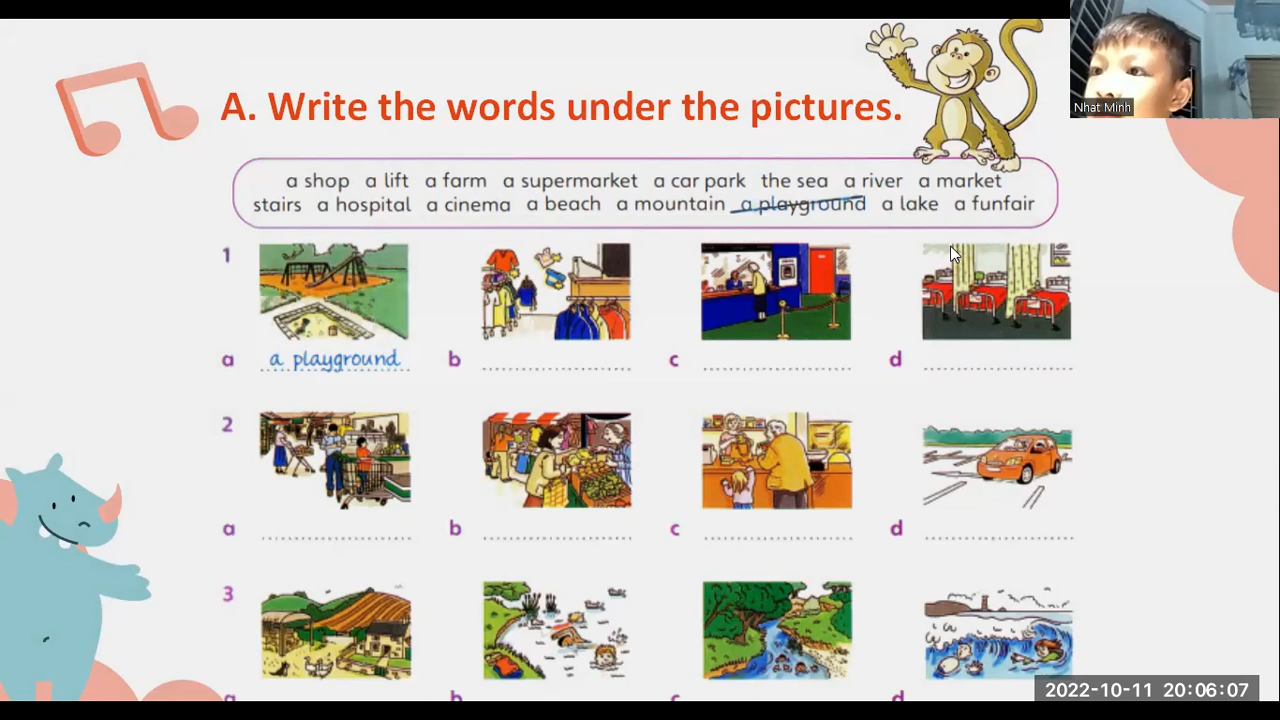 Nhat Minh
A. Write the words under the pictures.
a shop a lift a farm a supermarket a car park the sea a river a market
stairs a hospital a cinema a beach a mountain a playground a lake a funfair
1
a a playground b c d
2
a b c d
3
a b c d
2022-10-11 20:06:07